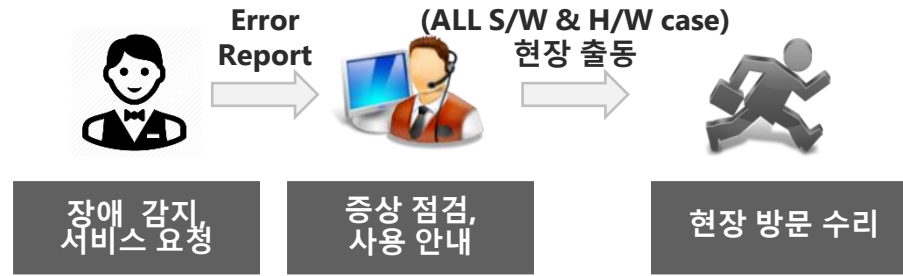 Error
Report
(ALL S/W & H/W case)
현장 출동
장애 감지,
서비스 요청
증상 점검,
사용 안내
현장 방문 수리